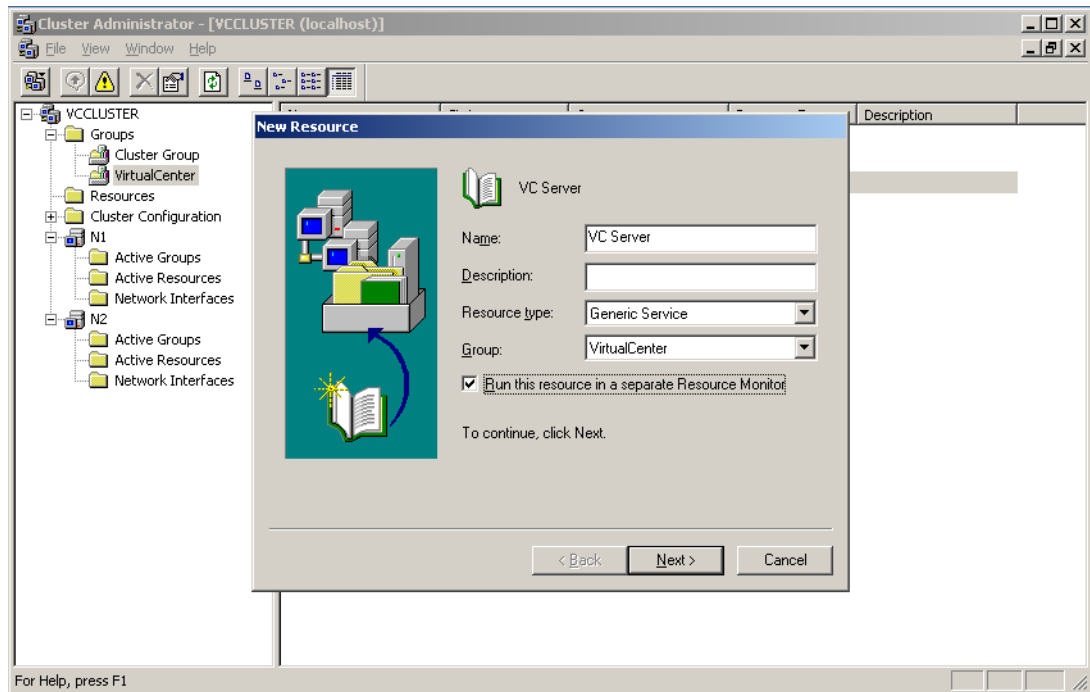 Cluster Administrator - [VCCLUSTER (localhost)]
File View Window Help
VCCLUSTER
Groups
Cluster Group
VirtualCenter
Resources
Cluster Configuration
N1
Active Groups
Active Resources
Network Interfaces
N2
Active Groups
Active Resources
Network Interfaces
Description
New Resource
VC Server
Name: VC Server
Description:
Resource type: Generic Service
Group: VirtualCenter
Run this resource in a separate Resource Monitor
To continue, click Next.
< Back Next > Cancel
For Help, press F1